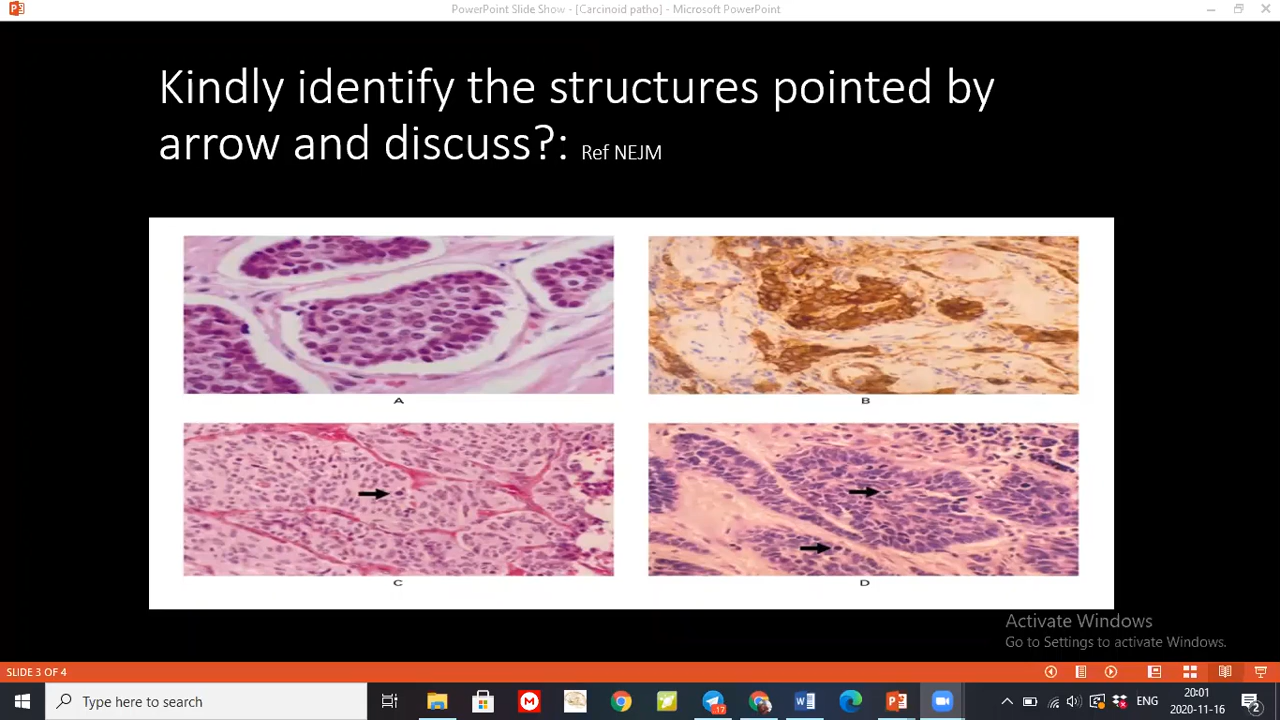 PowerPoint Slide Show - [Carcinoid patho] - Microsoft PowerPoint
Kindly identify the structures pointed by
arrow and discuss?: Ref NEJM
A
B
C
D
Activate Windows
Go to Settings to activate Windows.
SLIDE 3 OF 4
Type here to search
17
ENG
20:01
2020-11-16
2